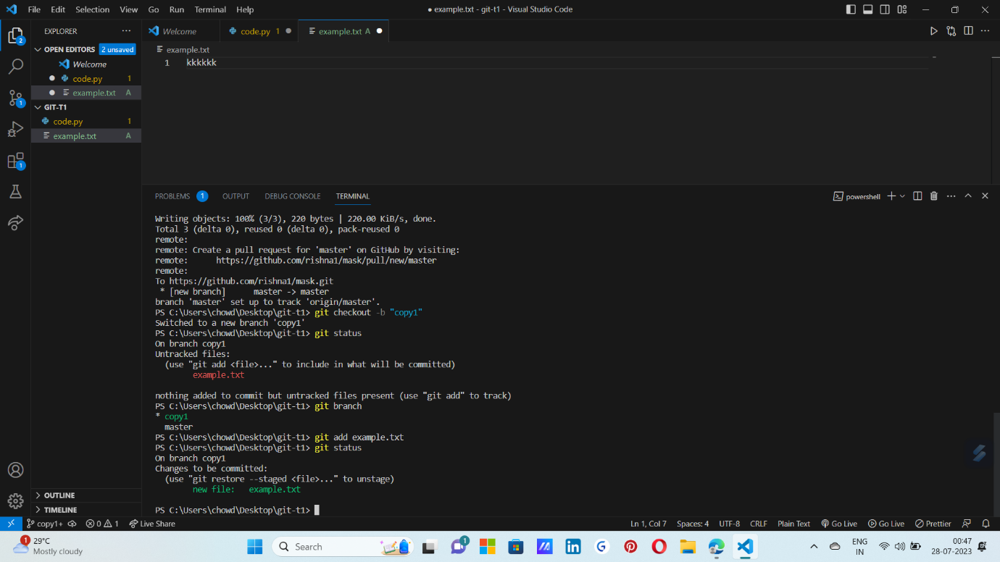 File Edit Selection View Go Run Terminal Help
● example.txt - git-t1 - Visual Studio Code
EXPLORER
Welcome
code.py 1
example.txt A
OPEN EDITORS 2 unsaved
example.txt
1 kkkkkk
Welcome
code.py 1
example.txt A
GIT-T1
code.py 1
example.txt A
2
1
1
PROBLEMS 1 OUTPUT DEBUG CONSOLE TERMINAL
powershell
Writing objects: 100% (3/3), 220 bytes | 220.00 KiB/s, done.
Total 3 (delta 0), reused 0 (delta 0), pack-reused 0
remote:
remote: Create a pull request for 'master' on GitHub by visiting:
remote:      https://github.com/rishna1/mask/pull/new/master
remote:
To https://github.com/rishna1/mask.git
 * [new branch]      master -> master
branch 'master' set up to track 'origin/master'.
PS C:\Users\chowd\Desktop\git-t1> git checkout -b "copy1"
Switched to a new branch 'copy1'
PS C:\Users\chowd\Desktop\git-t1> git status
On branch copy1
Untracked files:
  (use "git add <file>..." to include in what will be committed)
        example.txt
nothing added to commit but untracked files present (use "git add" to track)
PS C:\Users\chowd\Desktop\git-t1> git branch
* copy1
  master
PS C:\Users\chowd\Desktop\git-t1> git add example.txt
PS C:\Users\chowd\Desktop\git-t1> git status
On branch copy1
Changes to be committed:
  (use "git restore --staged <file>..." to unstage)
        new file:   example.txt
PS C:\Users\chowd\Desktop\git-t1>
OUTLINE
TIMELINE
copy1+ 0 1 Live Share
Ln 1, Col 7 Spaces: 4 UTF-8 CRLF Plain Text Go Live Go Live Prettier
1
29°C
Mostly cloudy
Search
1
ENG
IN
00:47
28-07-2023